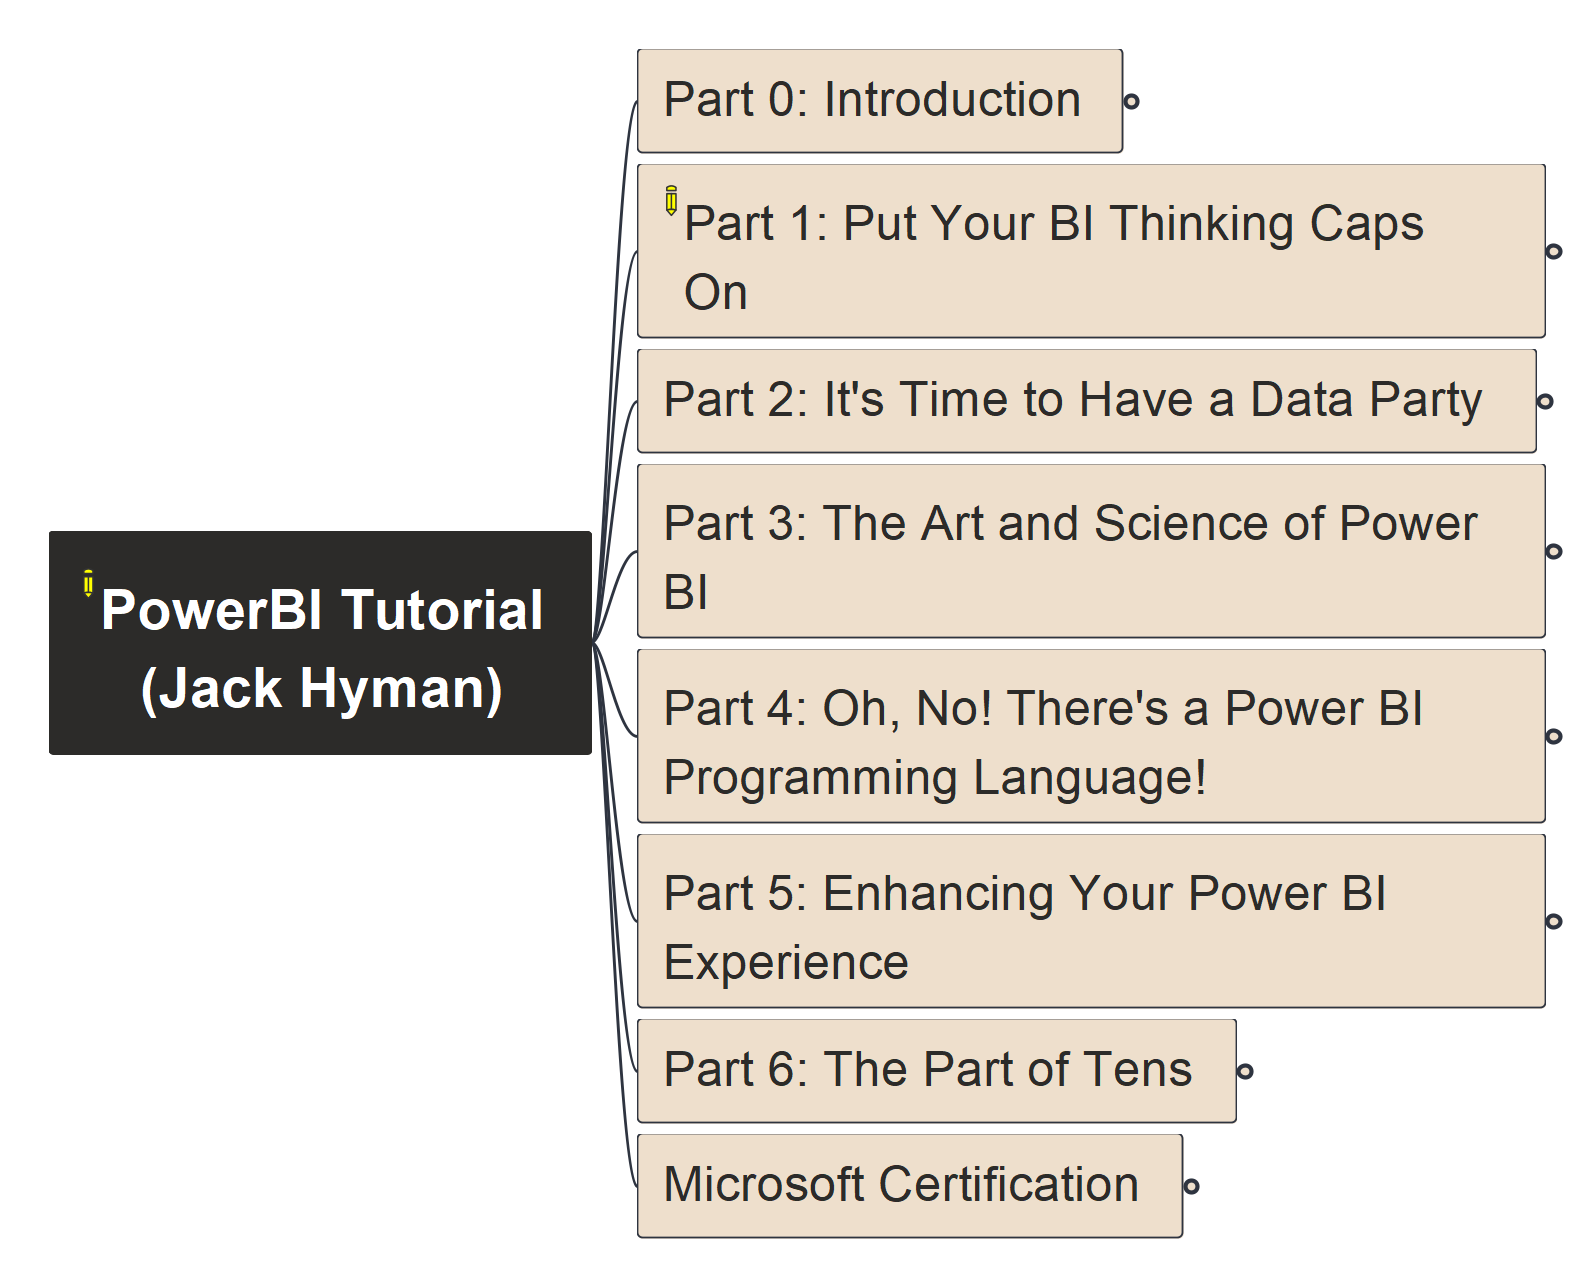 Part 0: Introduction
Part 1: Put Your BI Thinking Caps
On
Part 2: It's Time to Have a Data Party
Part 3: The Art and Science of Power
BI
PowerBI Tutorial
(Jack Hyman)
Part 4: Oh, No! There's a Power BI
Programming Language!
Part 5: Enhancing Your Power BI
Experience
Part 6: The Part of Tens
Microsoft Certification